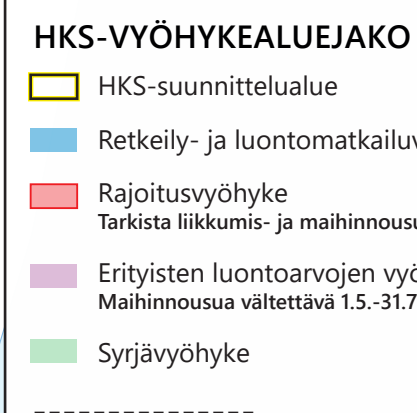 HKS-VYÖHYKEALUEJAKO
HKS-suunnittelualue
Retkeily- ja luontomatkailuv
Rajoitusvyöhyke
Tarkista liikkumis- ja maihinnousu
Erityisten luontoarvojen vyö
Maihinnousua vältettävä 1.5.-31.7
Syrjävyöhyke